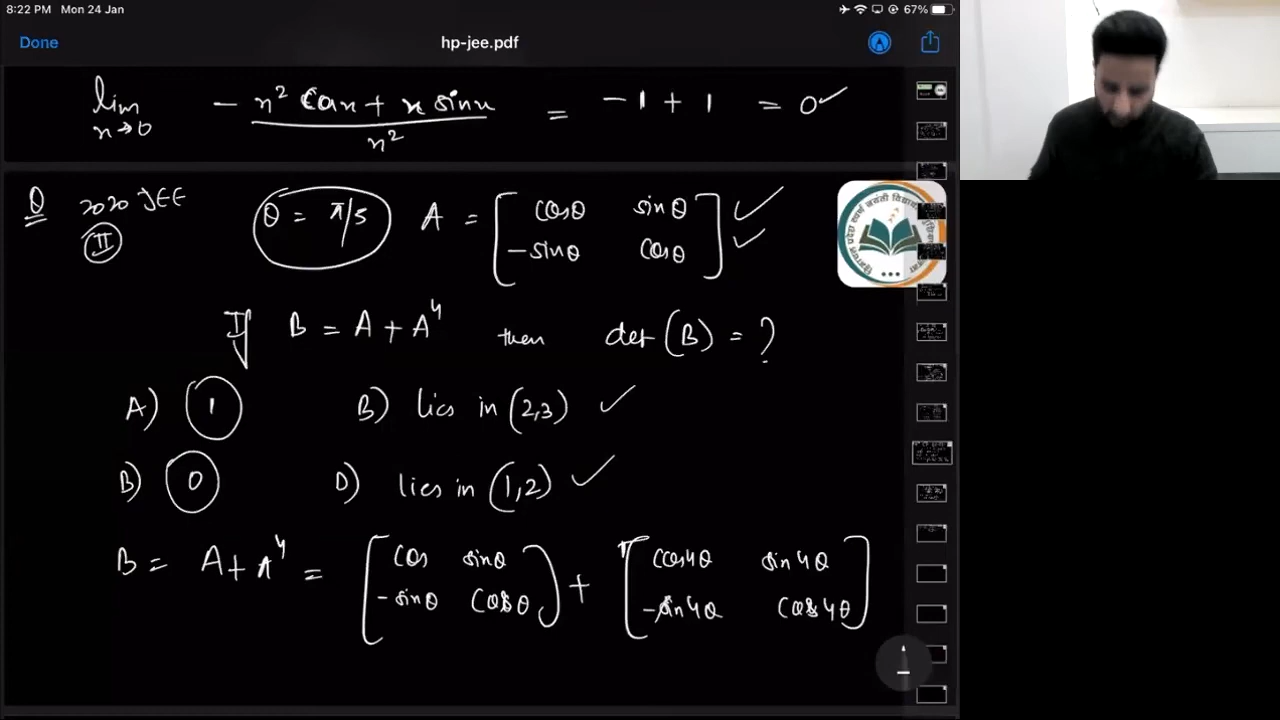 8:22 PM Mon 24 Jan
67%
Done
hp-jee.pdf
lim x→0 (− x² cosx + x sinx) / x² = −1 + 1 = 0 ✓
Q 2020 JEE
II
θ = π/5 A = [ cosθ sinθ ] ✓
[ −sinθ cosθ ] ✓
If B = A + A⁴ then det (B) = ?
A) 1 B) lies in (2,3) ✓
B) 0 D) lies in (1,2) ✓
B = A + A⁴ = [ cos sinθ ] + [ cos4θ sin4θ ]
[ −sinθ cosθ ] [ −sin4θ cos4θ ]